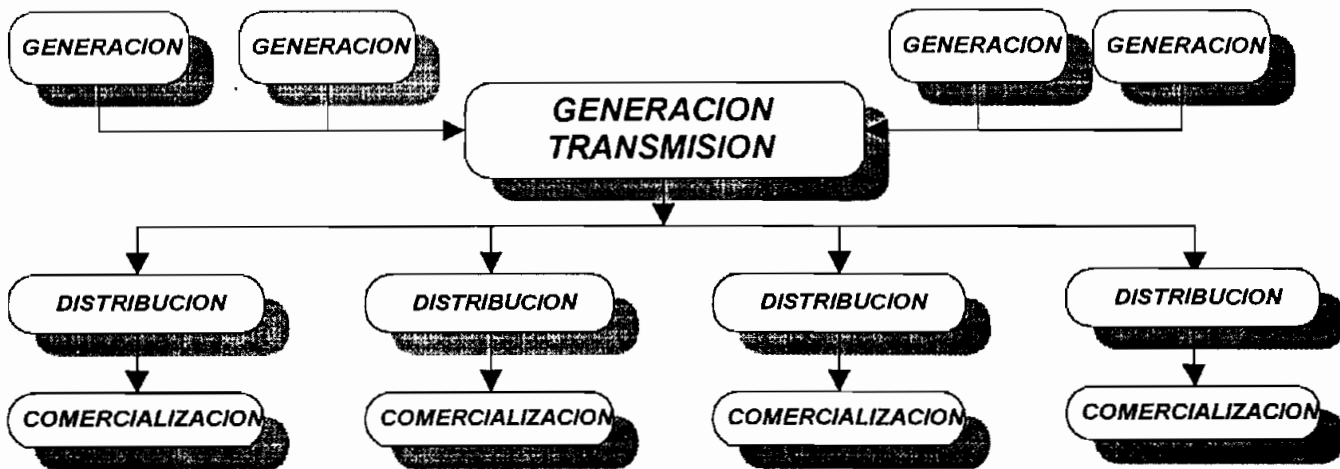 GENERACION
GENERACION
GENERACION
GENERACION
GENERACION
TRANSMISION
DISTRIBUCION
DISTRIBUCION
DISTRIBUCION
DISTRIBUCION
COMERCIALIZACION
COMERCIALIZACION
COMERCIALIZACION
COMERCIALIZACION